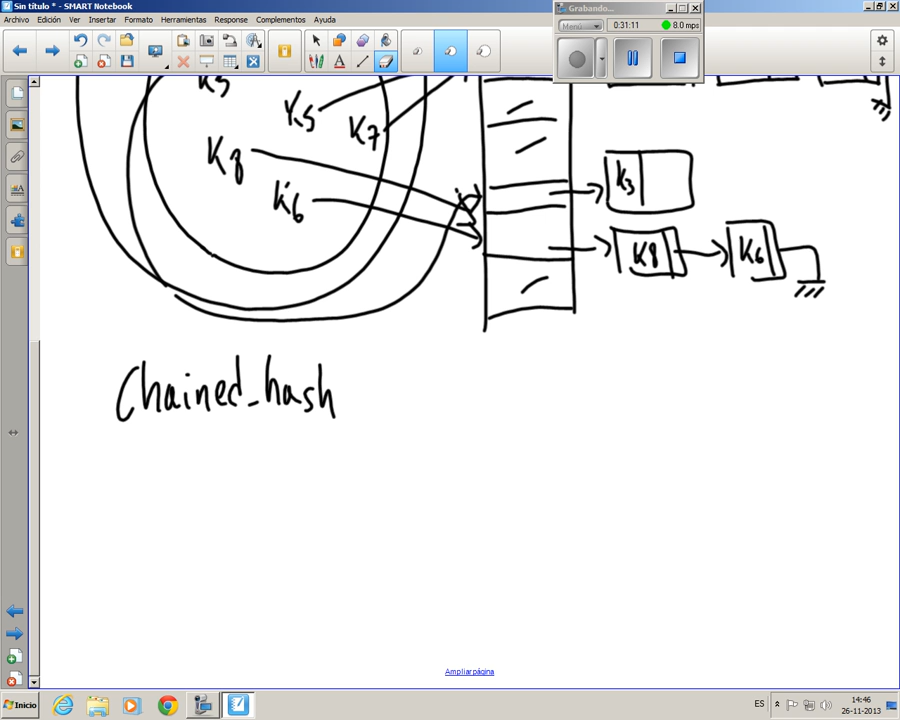 Sin título * - SMART Notebook
Grabando...
Archivo Edición Ver Insertar Formato Herramientas Response Complementos Ayuda
Menú 0:31:11 8.0 mps
K5
K7
K8
K6
K3
K8 K6
Chained_hash
Ampliar página
Inicio
ES
14:46
26-11-2013